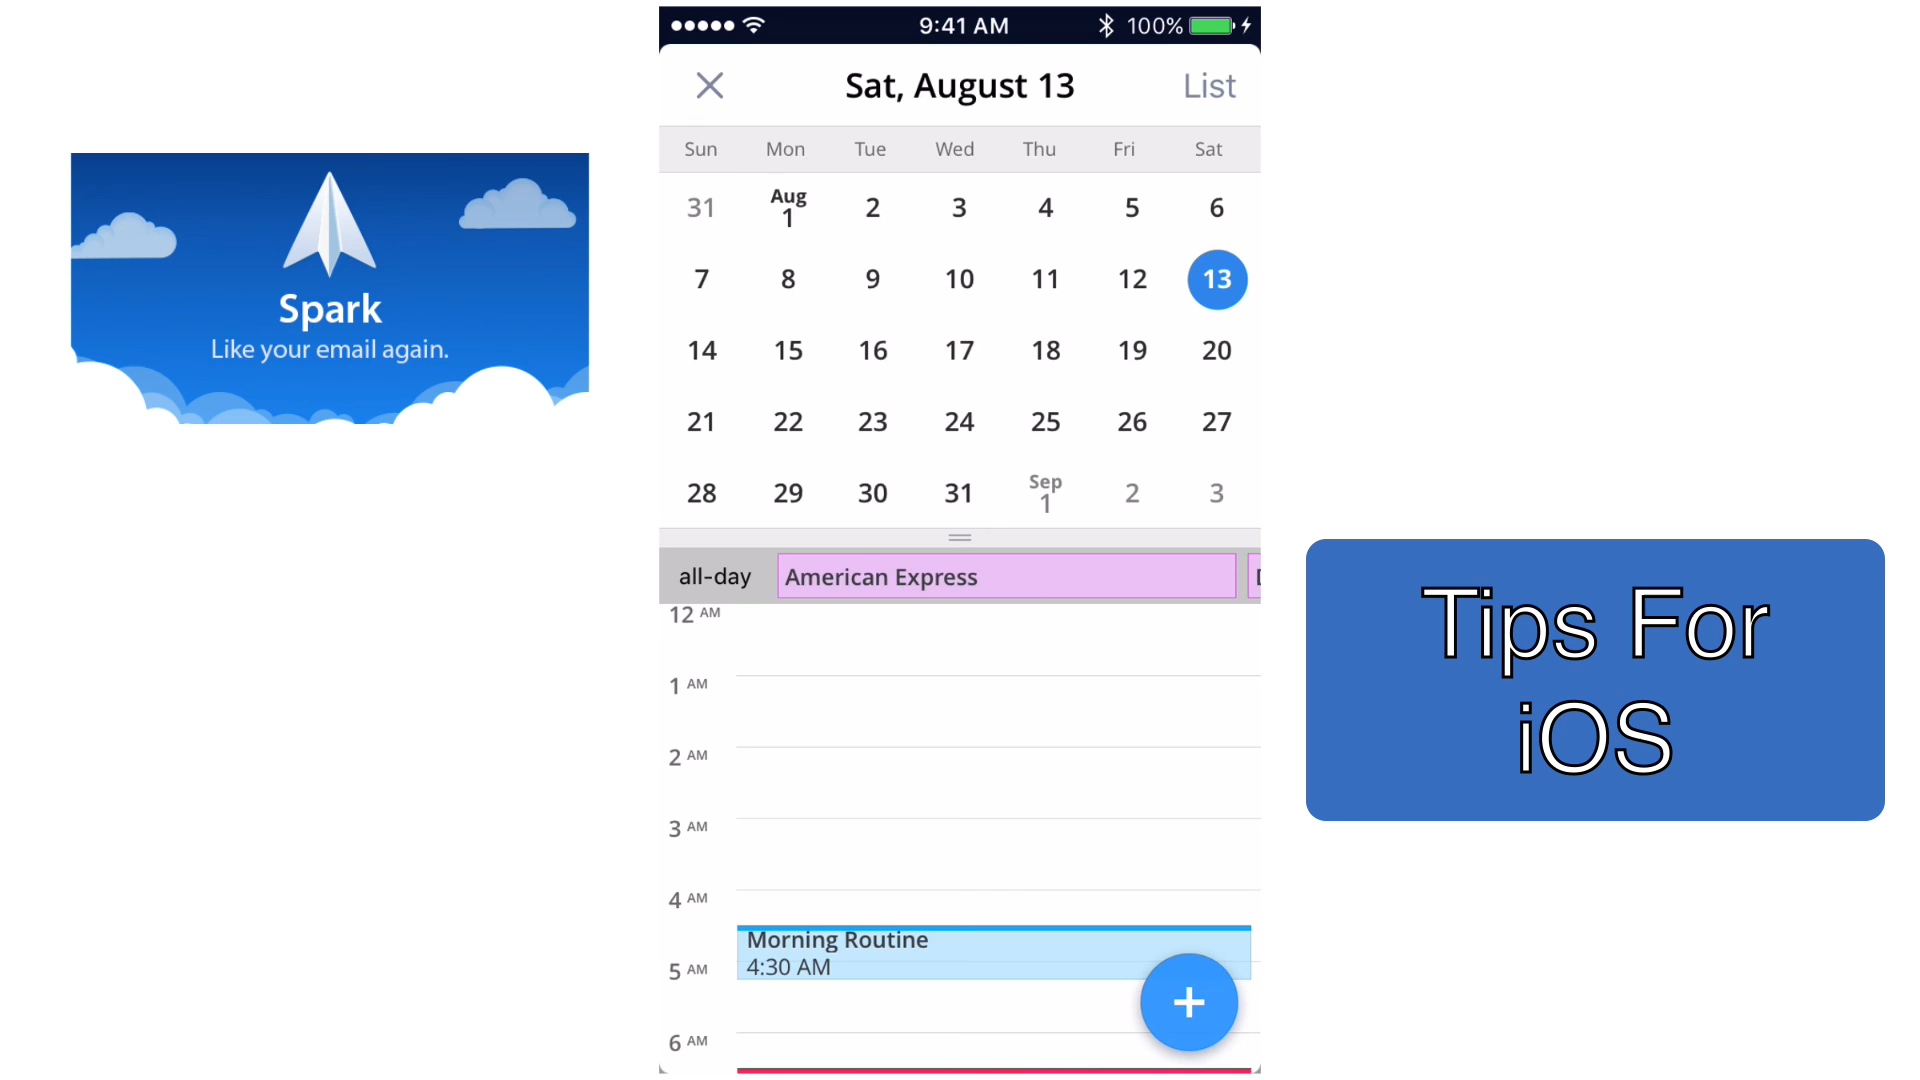 9:41 AM 100%
Sat, August 13 List
Sun Mon Tue Wed Thu Fri Sat
31 Aug 1 2 3 4 5 6
7 8 9 10 11 12 13
14 15 16 17 18 19 20
21 22 23 24 25 26 27
28 29 30 31 Sep 1 2 3
all-day American Express
12 AM
1 AM
2 AM
3 AM
4 AM
Morning Routine
4:30 AM
5 AM
6 AM
Spark
Like your email again.
Tips For
iOS